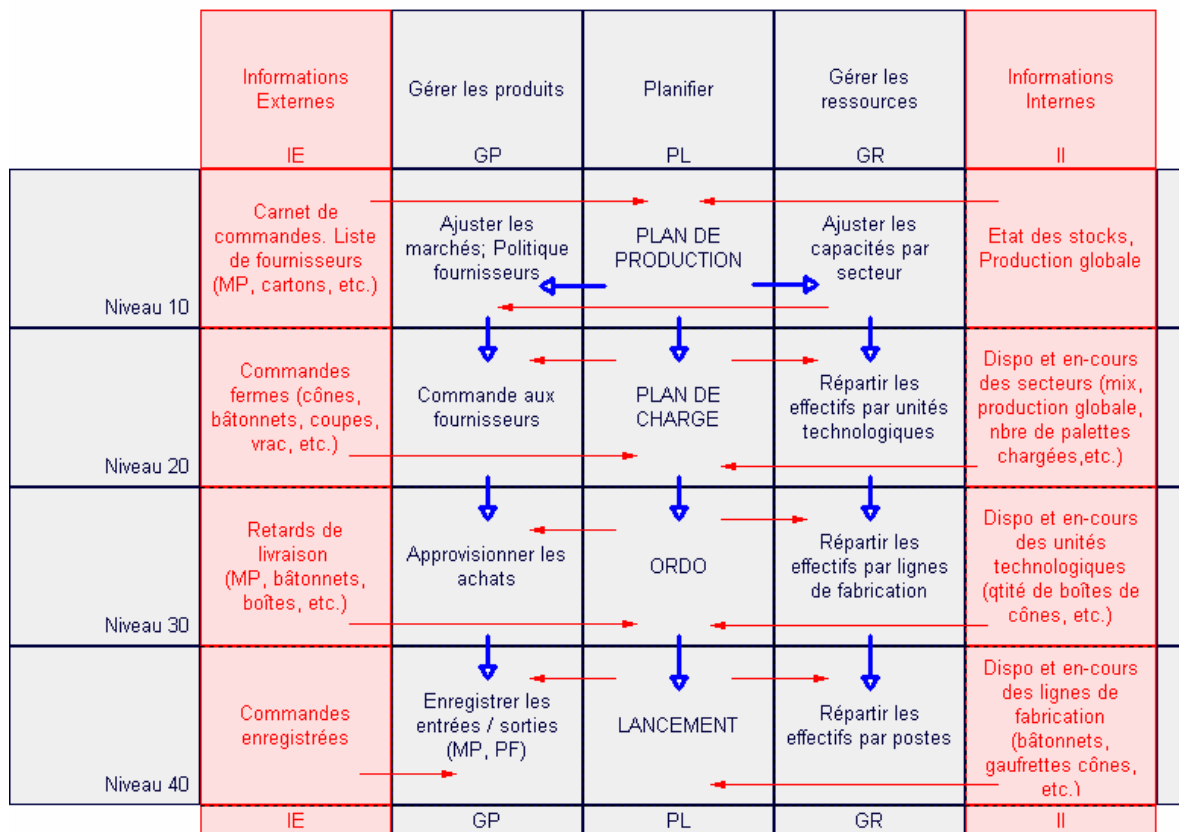 Informations
Externes
IE
Gérer les produits
GP
Planifier
PL
Gérer les
ressources
GR
Informations
Internes
II
Niveau 10
Carnet de
commandes. Liste
de fournisseurs
(MP, cartons, etc.)
Ajuster les
marchés; Politique
fournisseurs
PLAN DE
PRODUCTION
Ajuster les
capacités par
secteur
Etat des stocks,
Production globale
Niveau 20
Commandes
fermes (cônes,
bâtonnets, coupes,
vrac, etc.)
Commande aux
fournisseurs
PLAN DE
CHARGE
Répartir les
effectifs par unités
technologiques
Dispo et en-cours
des secteurs (mix,
production globale,
nbre de palettes
chargées,etc.)
Niveau 30
Retards de
livraison
(MP, bâtonnets,
boîtes, etc.)
Approvisionner les
achats
ORDO
Répartir les
effectifs par lignes
de fabrication
Dispo et en-cours
des unités
technologiques
(qtité de boîtes de
cônes, etc.)
Niveau 40
Commandes
enregistrées
Enregistrer les
entrées / sorties
(MP, PF)
LANCEMENT
Répartir les
effectifs par postes
Dispo et en-cours
des lignes de
fabrication
(bâtonnets,
gaufrettes cônes,
etc.)
IE
GP
PL
GR
II